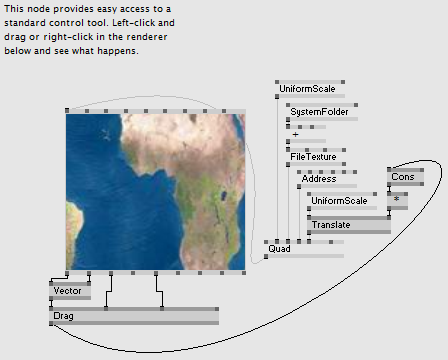 This node provides easy access to a
standard control tool. Left-click and
drag or right-click in the renderer
below and see what happens.
UniformScale
SystemFolder
+
FileTexture
Address
Cons
UniformScale
*
Translate
Quad
Vector
Drag